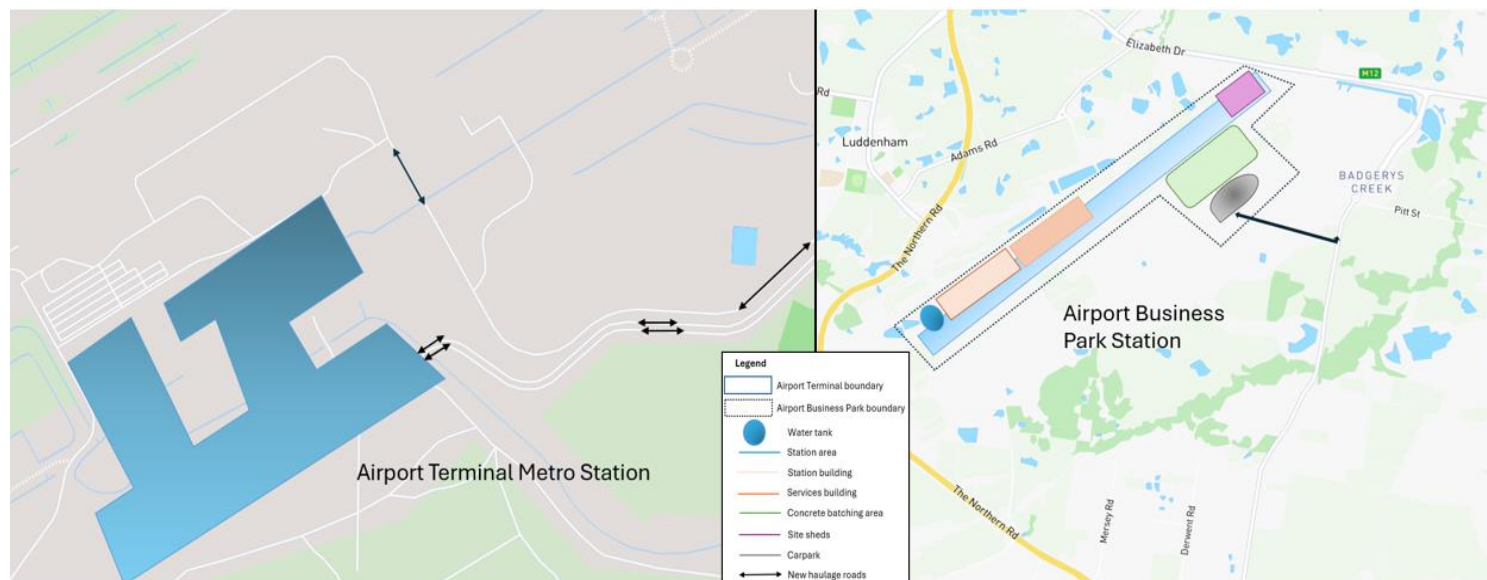 Airport Terminal Metro Station
Elizabeth Dr
M12
Rd
Luddenham
Adams Rd
BADGERYS
CREEK
Pitt St
The Northern Rd
Airport Business
Park Station
The Northern Rd
Mersey Rd
Derwent Rd
Legend
Airport Terminal boundary
Airport Business Park boundary
Water tank
Station area
Station building
Services building
Concrete batching area
Site sheds
Carpark
New haulage roads